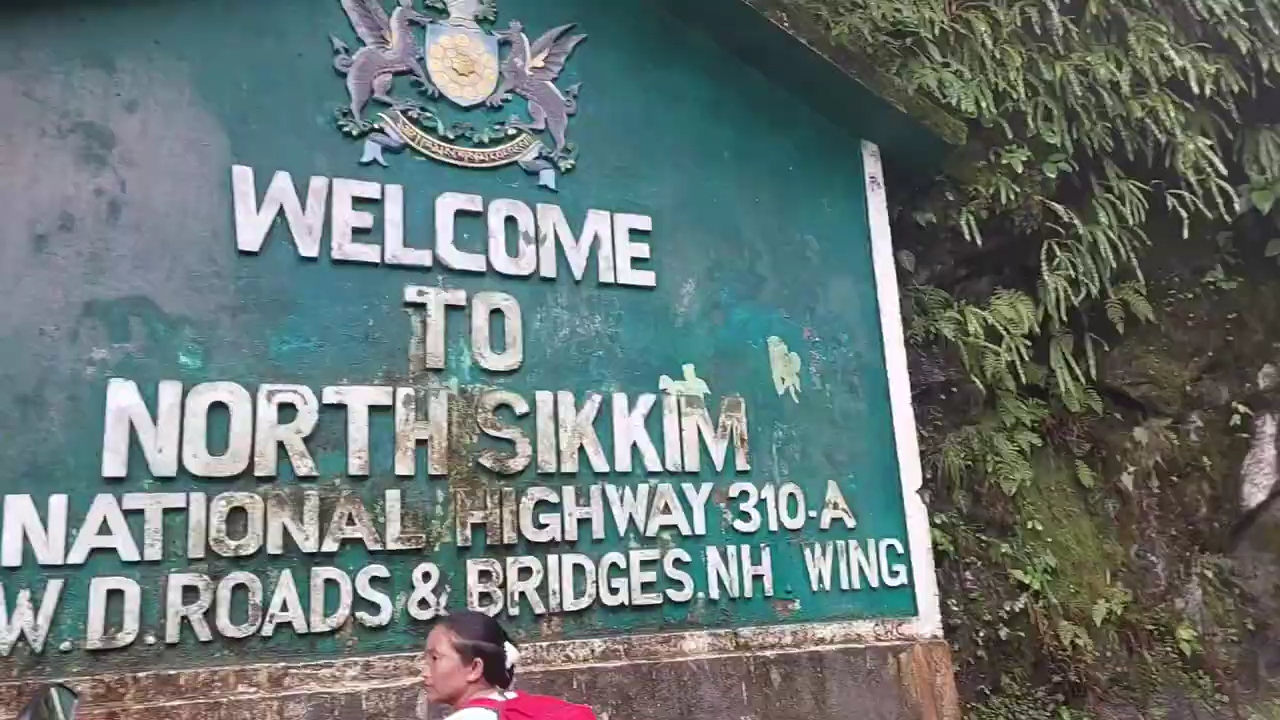 WELCOME
TO
NORTH SIKKIM
NATIONAL HIGHWAY 310-A
W.D.ROADS & BRIDGES.NH WING